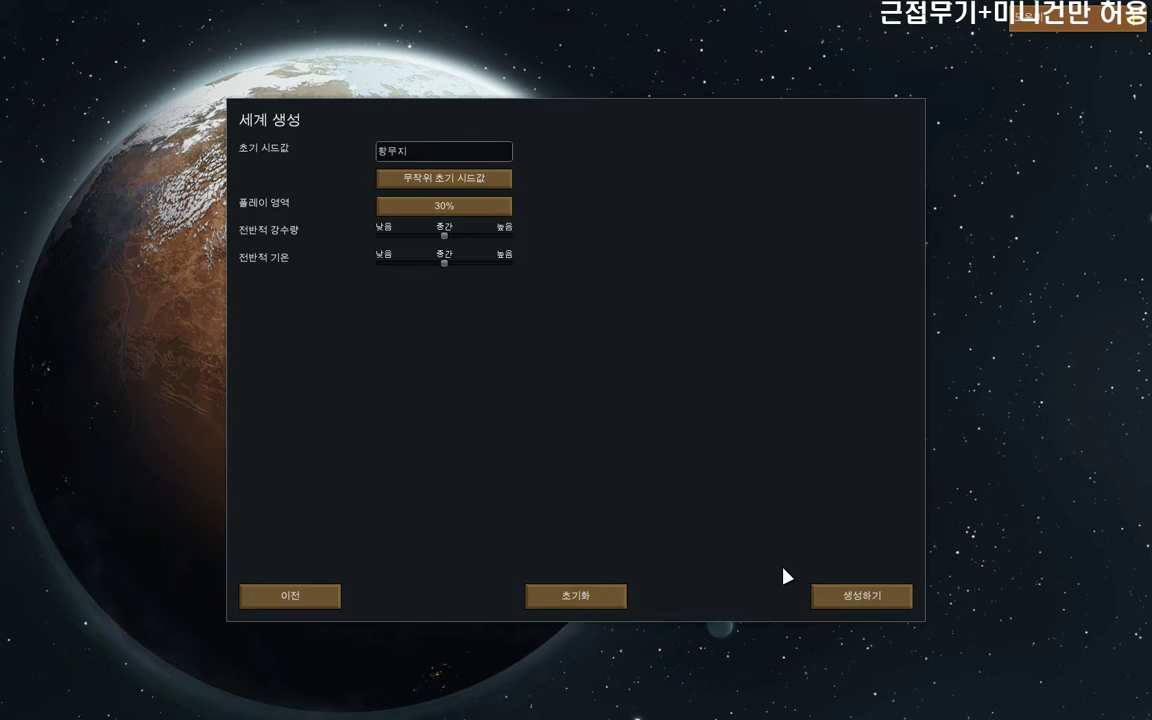 근접무기+미니건만 허용
세계 생성
초기 시드값
황무지
무작위 초기 시드값
플레이 영역
30%
전반적 강수량
낮음 중간 높음
전반적 기온
낮음 중간 높음
이전
초기화
생성하기